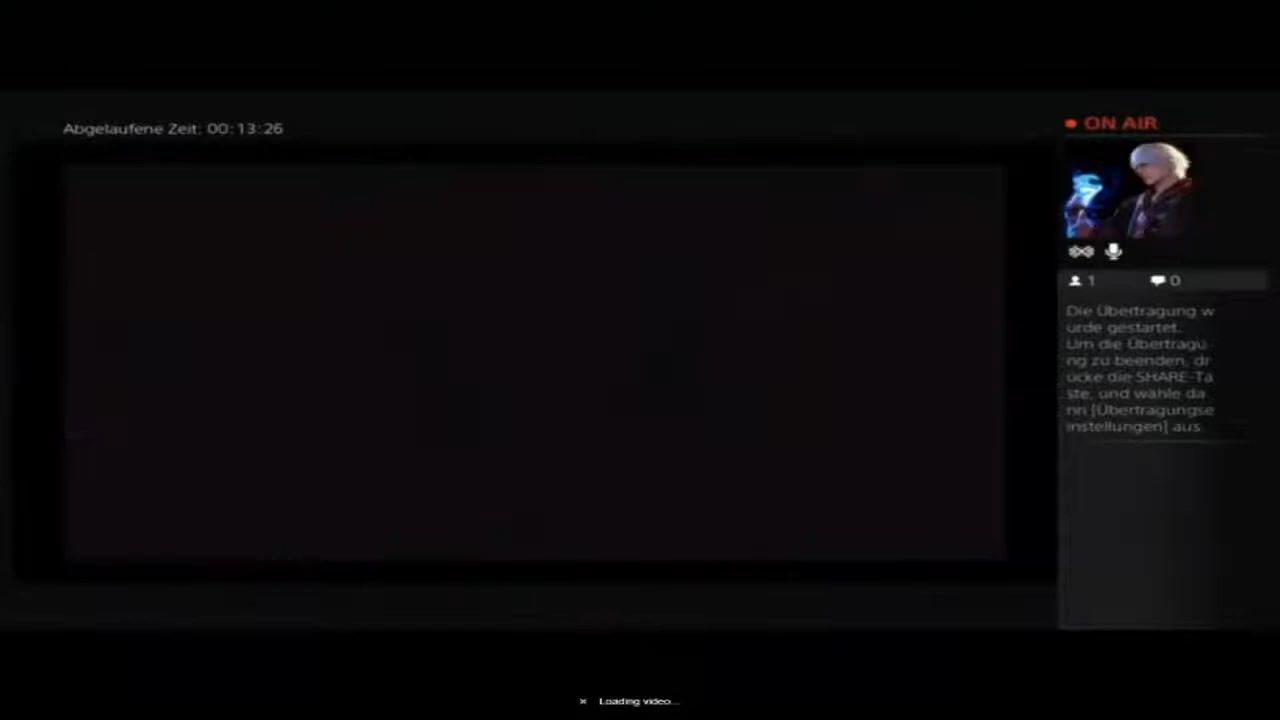 Abgelaufene Zeit: 00:13:26
ON AIR
1
0
Die Übertragung w
urde gestartet.
Um die Übertragu
ng zu beenden, dr
ücke die SHARE-Ta
ste, und wähle da
nn [Übertragungse
instellungen] aus.
× Loading video...